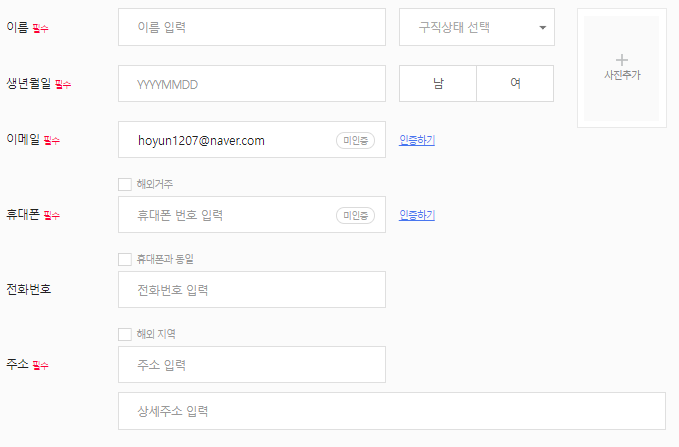 이름 필수 이름 입력 구직상태 선택
사진추가
생년월일 필수 YYYYMMDD 남 여
이메일 필수 hoyun1207@naver.com 미인증 인증하기
해외거주
휴대폰 필수 휴대폰 번호 입력 미인증 인증하기
휴대폰과 동일
전화번호 전화번호 입력
해외 지역
주소 필수 주소 입력
상세주소 입력